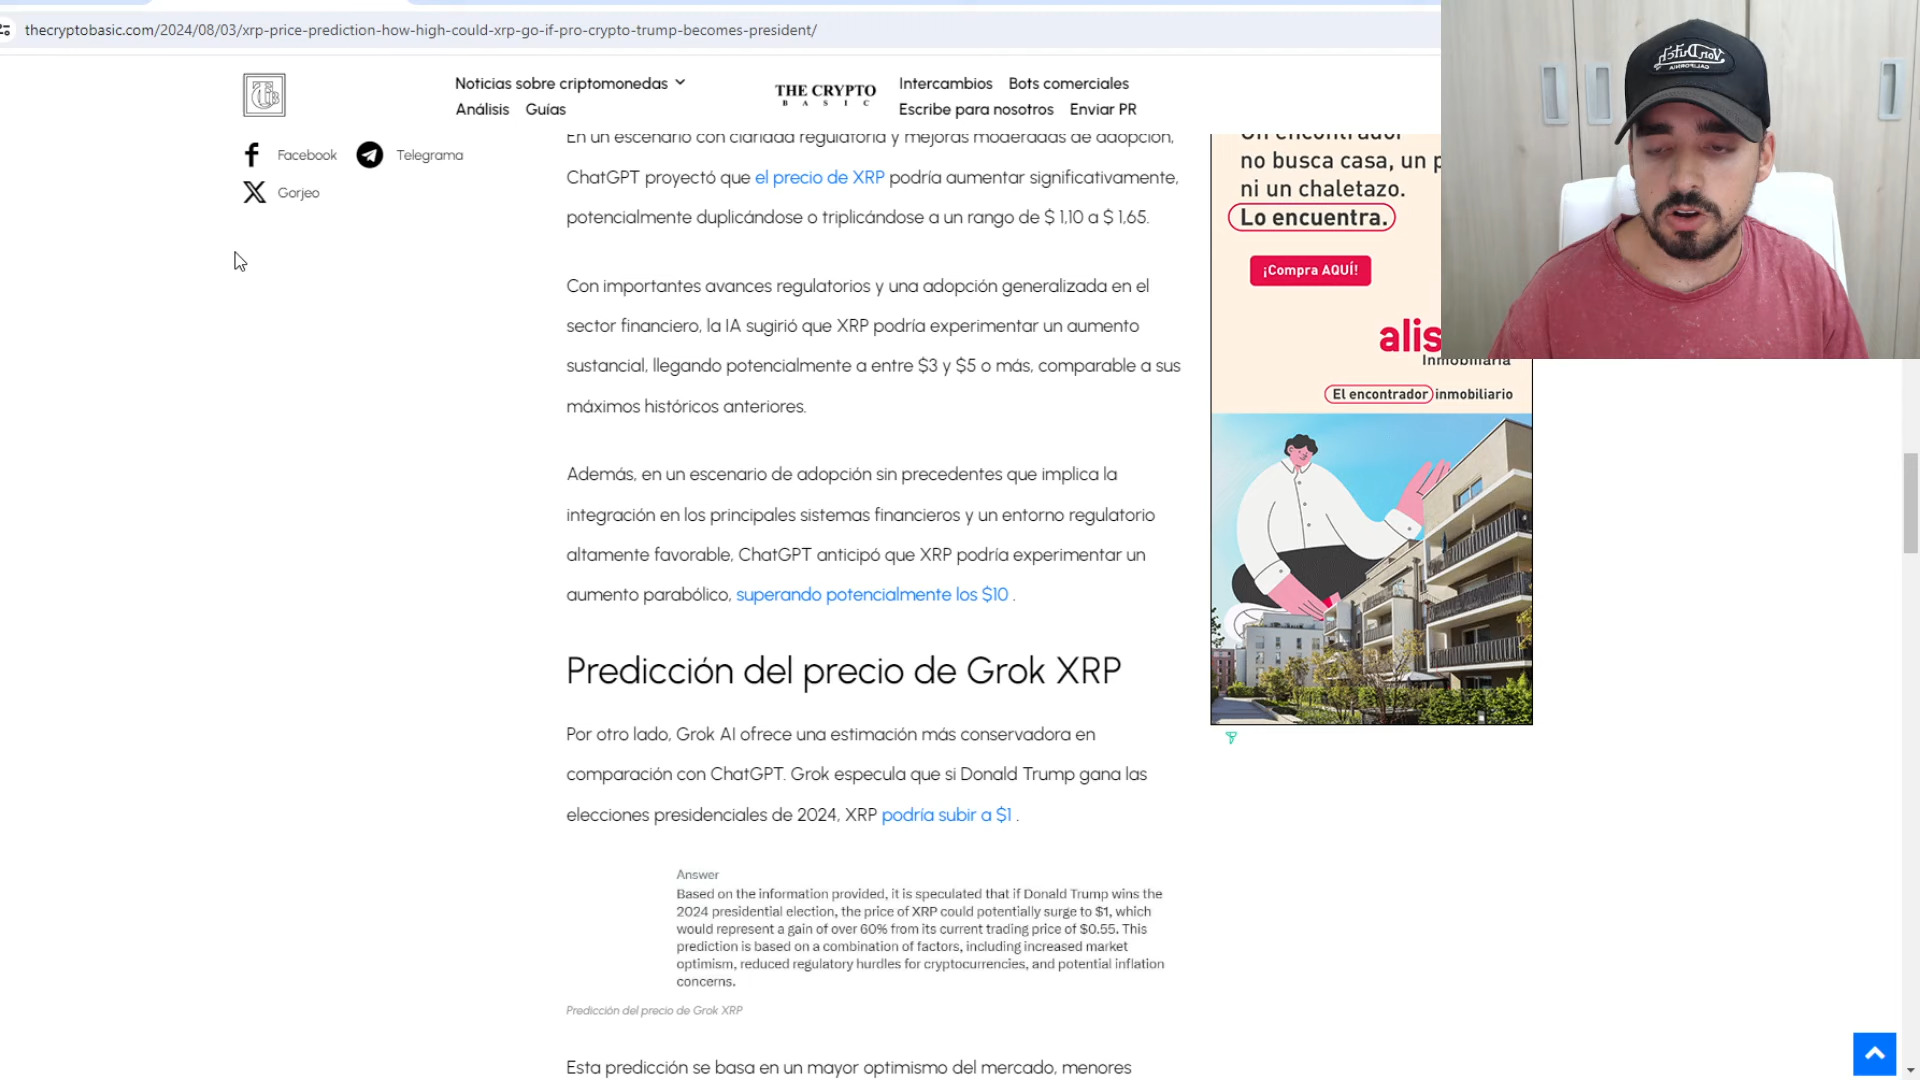 thecryptobasic.com/2024/08/03/xrp-price-prediction-how-high-could-xrp-go-if-pro-crypto-trump-becomes-president/
Noticias sobre criptomonedas
Análisis Guías
THE CRYPTO
BASIC
Intercambios Bots comerciales
Escribe para nosotros Enviar PR
Facebook Telegrama
Gorjeo
En un escenario con claridad regulatoria y mejoras moderadas de adopción,
ChatGPT proyectó que el precio de XRP podría aumentar significativamente,
potencialmente duplicándose o triplicándose a un rango de $ 1,10 a $ 1,65.
Con importantes avances regulatorios y una adopción generalizada en el
sector financiero, la IA sugirió que XRP podría experimentar un aumento
sustancial, llegando potencialmente a entre $3 y $5 o más, comparable a sus
máximos históricos anteriores.
Además, en un escenario de adopción sin precedentes que implica la
integración en los principales sistemas financieros y un entorno regulatorio
altamente favorable, ChatGPT anticipó que XRP podría experimentar un
aumento parabólico, superando potencialmente los $10 .
Predicción del precio de Grok XRP
Por otro lado, Grok AI ofrece una estimación más conservadora en
comparación con ChatGPT. Grok especula que si Donald Trump gana las
elecciones presidenciales de 2024, XRP podría subir a $1 .
Answer
Based on the information provided, it is speculated that if Donald Trump wins the
2024 presidential election, the price of XRP could potentially surge to $1, which
would represent a gain of over 60% from its current trading price of $0.55. This
prediction is based on a combination of factors, including increased market
optimism, reduced regulatory hurdles for cryptocurrencies, and potential inflation
concerns.
Predicción del precio de Grok XRP
Esta predicción se basa en un mayor optimismo del mercado, menores
Un encontrador
no busca casa, un p
ni un chaletazo.
Lo encuentra.
¡Compra AQUÍ!
alis
Inmobiliaria
El encontrador inmobiliario
Von Dutch
CALIFORNIA